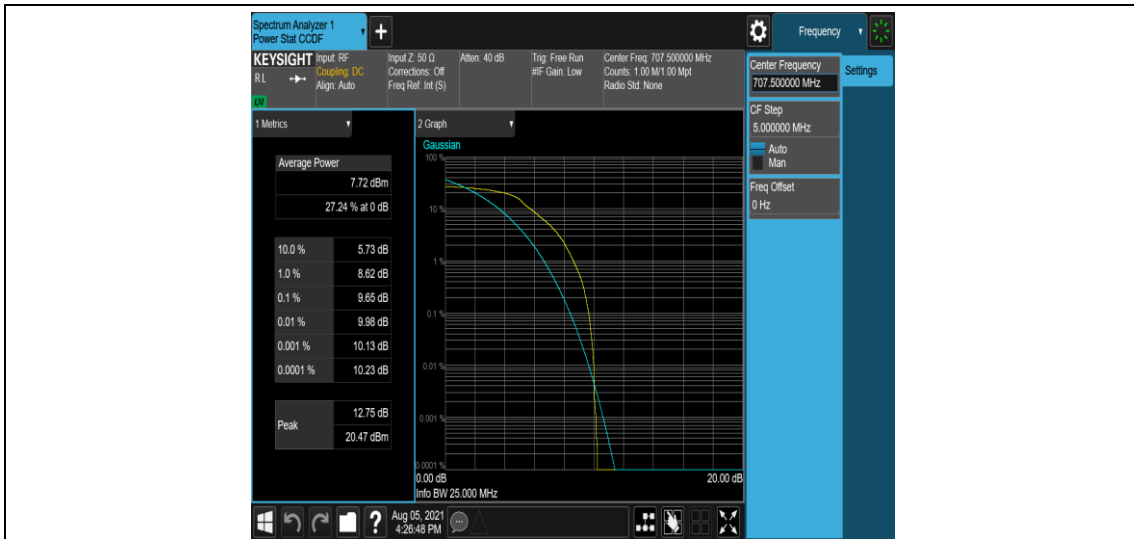 Spectrum Analyzer 1
Power Stat CCDF
Frequency
KEYSIGHT
RL
LM
Input: RF
Coupling: DC
Align: Auto
Input Z: 50 Ω
Corrections: Off
Freq Ref: Int (S)
Atten: 40 dB
Trig: Free Run
#IF Gain: Low
Center Freq: 707.500000 MHz
Counts: 1.00 M/1.00 Mpt
Radio Std: None
Center Frequency
707.500000 MHz
Settings
CF Step
5.000000 MHz
Auto
Man
Freq Offset
0 Hz
1 Metrics
Average Power
7.72 dBm
27.24 % at 0 dB
10.0 % 5.73 dB
1.0 % 8.62 dB
0.1 % 9.65 dB
0.01 % 9.98 dB
0.001 % 10.13 dB
0.0001 % 10.23 dB
Peak
12.75 dB
20.47 dBm
2 Graph
Gaussian
100 %
10 %
1 %
0.1 %
0.01 %
0.001 %
0.0001 %
0.00 dB 20.00 dB
Info BW 25.000 MHz
Aug 05, 2021
4:26:48 PM